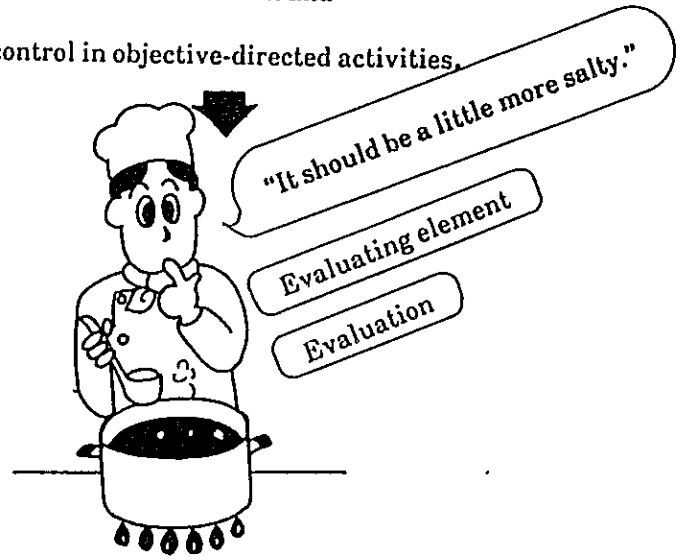 control in objective-directed activities.
"It should be a little more salty."
Evaluating element
Evaluation